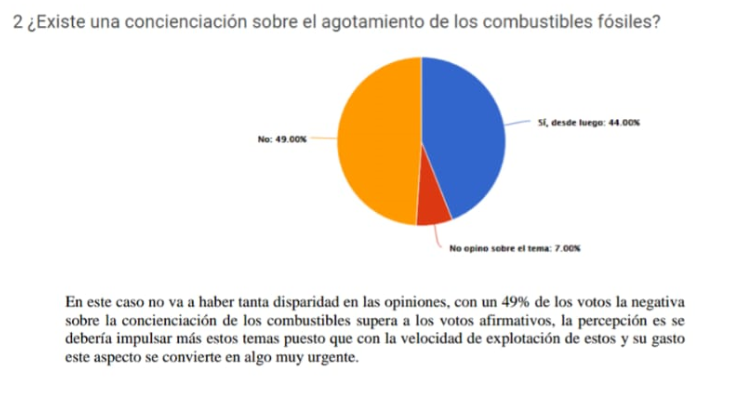 2 ¿Existe una concienciación sobre el agotamiento de los combustibles fósiles?
Sí, desde luego: 44.00%
No: 49.00%
No opino sobre el tema: 7.00%
En este caso no va a haber tanta disparidad en las opiniones, con un 49% de los votos la negativa
sobre la concienciación de los combustibles supera a los votos afirmativos, la percepción es se
debería impulsar más estos temas puesto que con la velocidad de explotación de estos y su gasto
este aspecto se convierte en algo muy urgente.